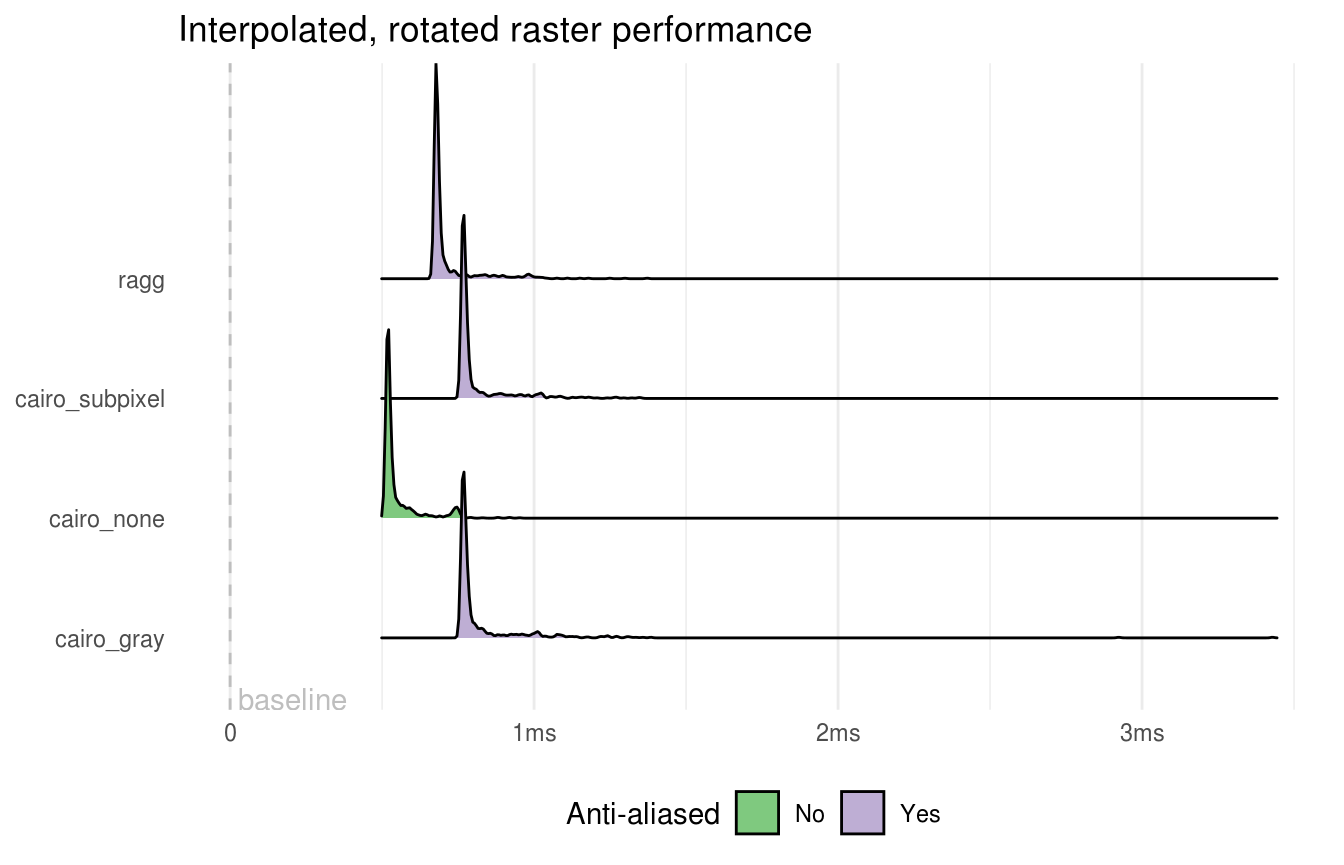 Interpolated, rotated raster performance
ragg
cairo_subpixel
cairo_none
cairo_gray
baseline
0 1ms 2ms 3ms
Anti-aliased No Yes